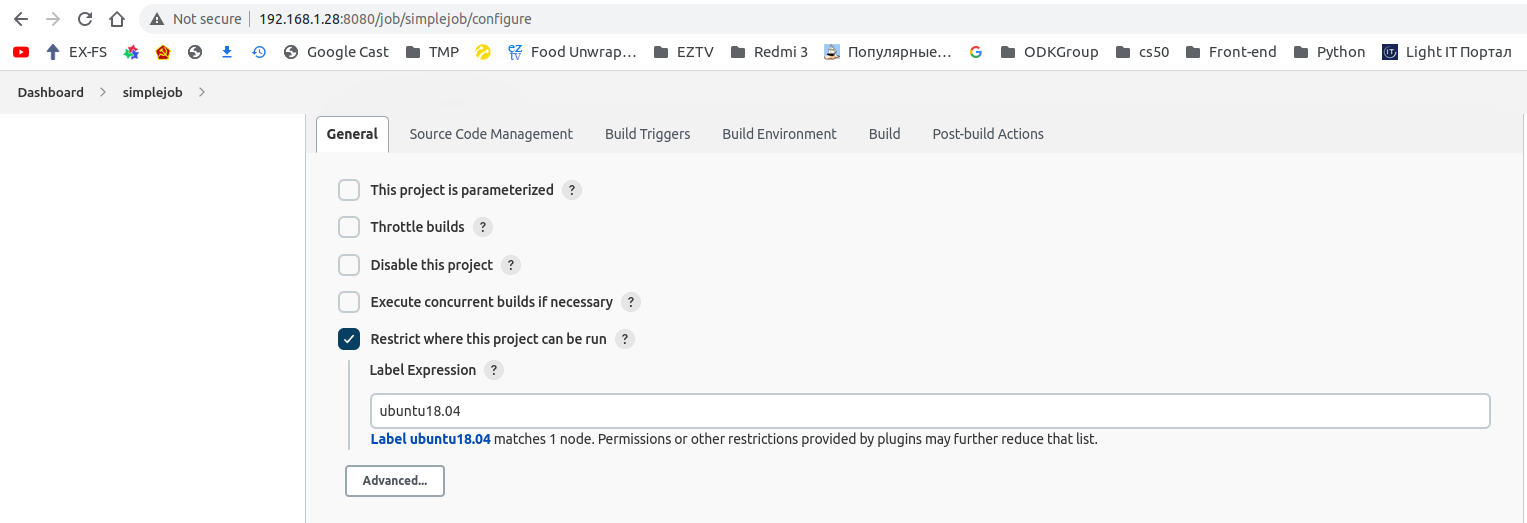 Not secure | 192.168.1.28:8080/job/simplejob/configure
EX-FS Google Cast TMP ez tv Food Unwrap... EZTV Redmi 3 Популярные... G ODKGroup cs50 Front-end Python IT Light IT Портал
Dashboard > simplejob >
General Source Code Management Build Triggers Build Environment Build Post-build Actions
This project is parameterized ?
Throttle builds ?
Disable this project ?
Execute concurrent builds if necessary ?
Restrict where this project can be run ?
Label Expression ?
ubuntu18.04
Label ubuntu18.04 matches 1 node. Permissions or other restrictions provided by plugins may further reduce that list.
Advanced...